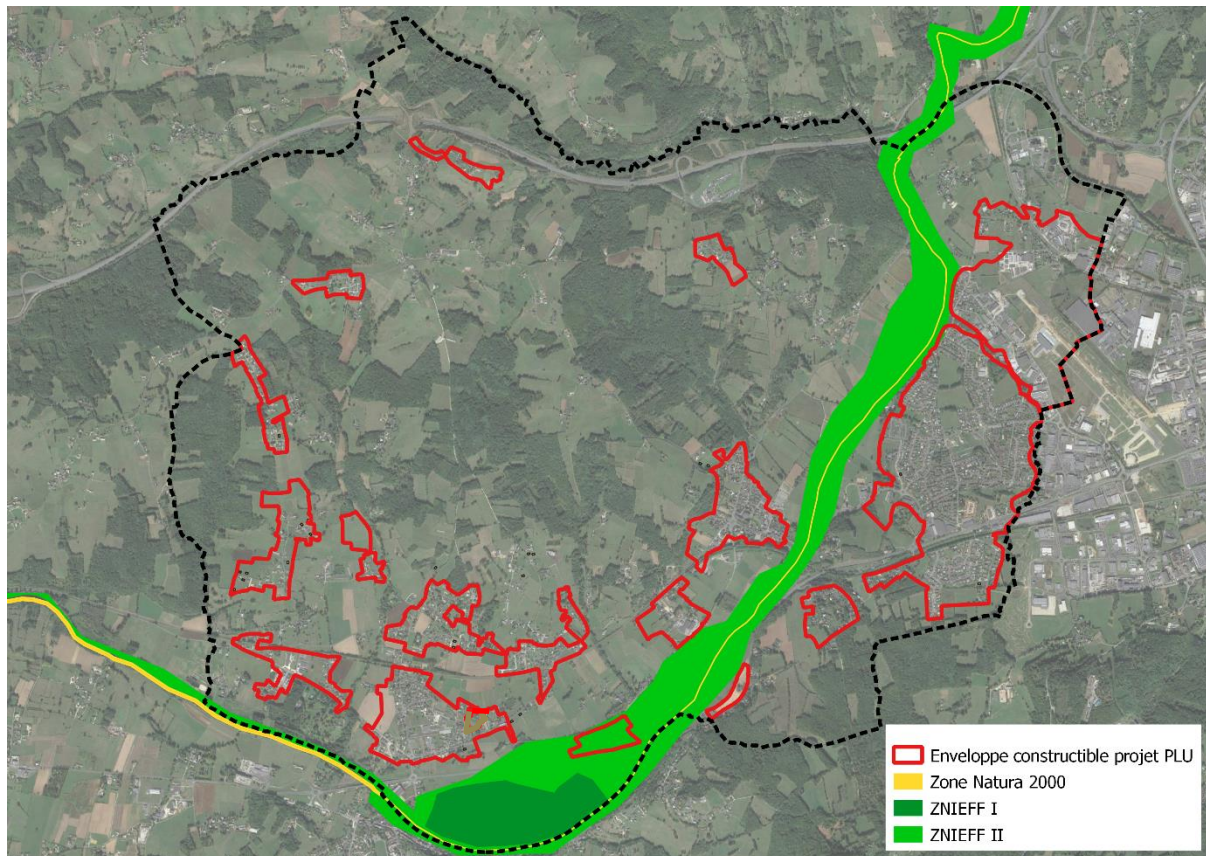 Enveloppe constructible projet PLU
Zone Natura 2000
ZNIEFF I
ZNIEFF II